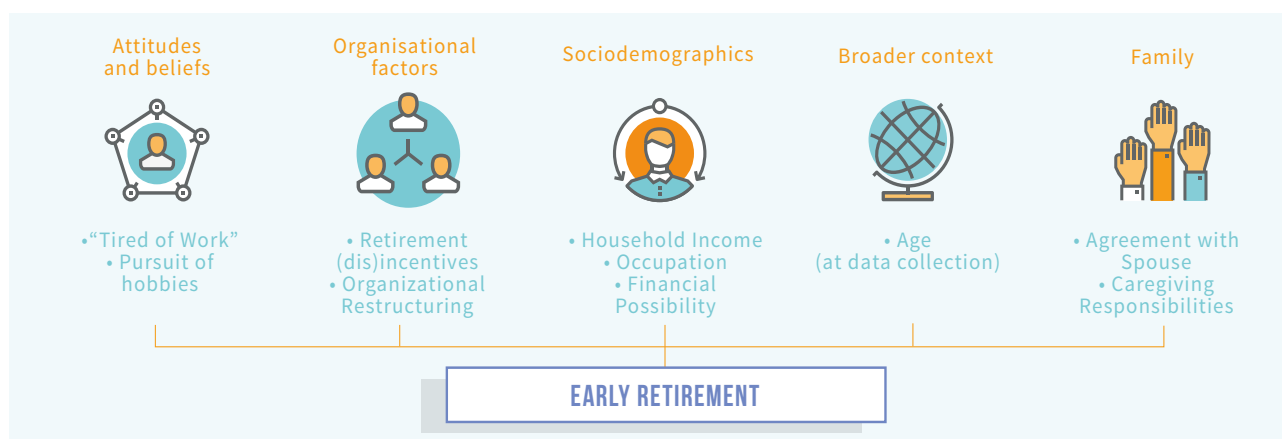 Attitudes
and beliefs
•“Tired of Work”
• Pursuit of
hobbies
Organisational
factors
• Retirement
(dis)incentives
• Organizational
Restructuring
Sociodemographics
• Household Income
• Occupation
• Financial
Possibility
Broader context
• Age
(at data collection)
Family
• Agreement with
Spouse
• Caregiving
Responsibilities
EARLY RETIREMENT